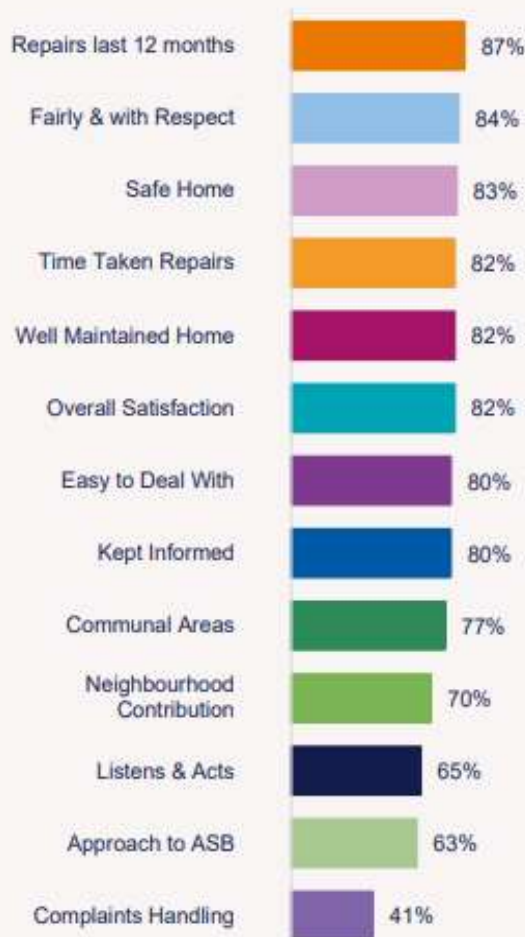 Repairs last 12 months 87%
Fairly & with Respect 84%
Safe Home 83%
Time Taken Repairs 82%
Well Maintained Home 82%
Overall Satisfaction 82%
Easy to Deal With 80%
Kept Informed 80%
Communal Areas 77%
Neighbourhood
Contribution 70%
Listens & Acts 65%
Approach to ASB 63%
Complaints Handling 41%